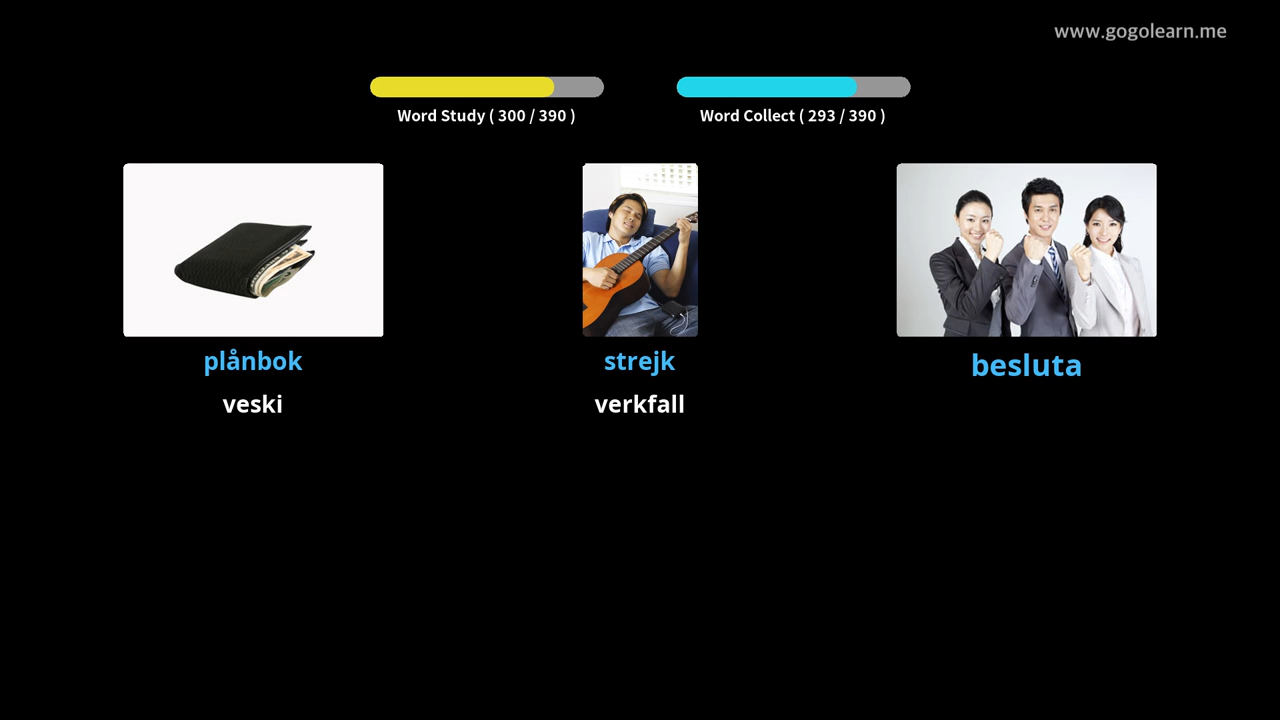 www.gogolearn.me
Word Study ( 300 / 390 )
Word Collect ( 293 / 390 )
plånbok
veski
strejk
verkfall
besluta